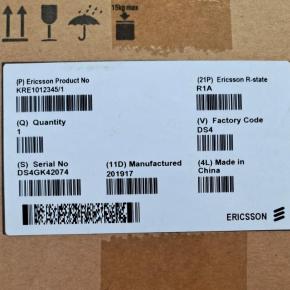 15kg max
(P) Ericsson Product No
KRE1012345/1
(21P) Ericsson R-state
R1A
(Q) Quantity
1
(V) Factory Code
DS4
(S) Serial No
DS4GK42074
(11D) Manufactured
201917
(4L) Made in
China
ERICSSON